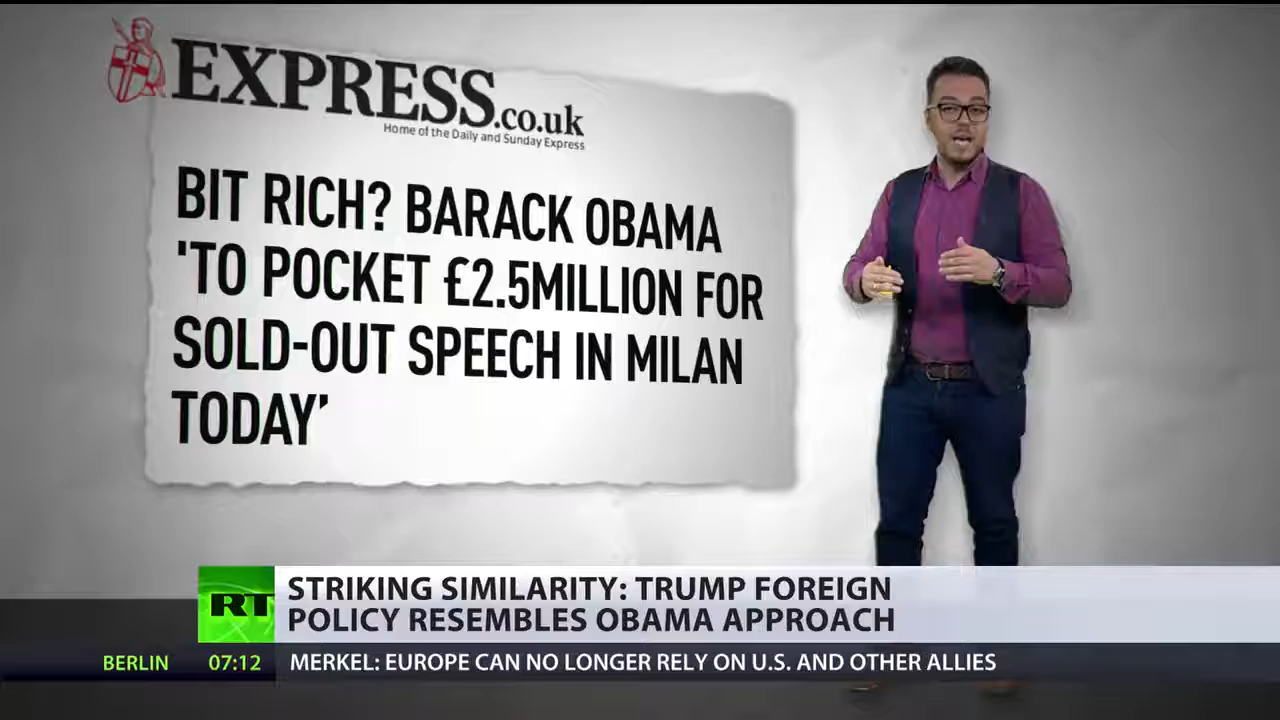 EXPRESS.co.uk
Home of the Daily and Sunday Express
BIT RICH? BARACK OBAMA
'TO POCKET £2.5MILLION FOR
SOLD-OUT SPEECH IN MILAN
TODAY’
RT
STRIKING SIMILARITY: TRUMP FOREIGN
POLICY RESEMBLES OBAMA APPROACH
BERLIN 07:12 MERKEL: EUROPE CAN NO LONGER RELY ON U.S. AND OTHER ALLIES